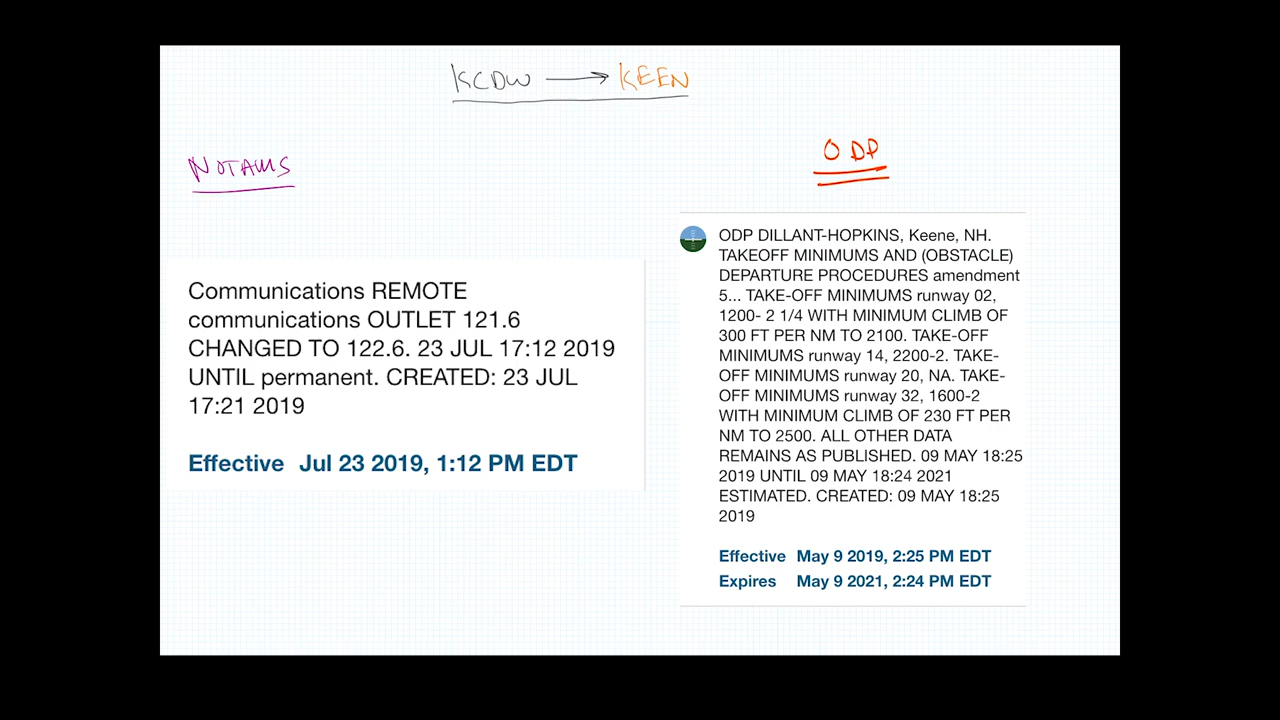 KCDW → KEEN
NOTAMS
ODP
Communications REMOTE
communications OUTLET 121.6
CHANGED TO 122.6. 23 JUL 17:12 2019
UNTIL permanent. CREATED: 23 JUL
17:21 2019
Effective Jul 23 2019, 1:12 PM EDT
ODP DILLANT-HOPKINS, Keene, NH.
TAKEOFF MINIMUMS AND (OBSTACLE)
DEPARTURE PROCEDURES amendment
5... TAKE-OFF MINIMUMS runway 02,
1200- 2 1/4 WITH MINIMUM CLIMB OF
300 FT PER NM TO 2100. TAKE-OFF
MINIMUMS runway 14, 2200-2. TAKE-
OFF MINIMUMS runway 20, NA. TAKE-
OFF MINIMUMS runway 32, 1600-2
WITH MINIMUM CLIMB OF 230 FT PER
NM TO 2500. ALL OTHER DATA
REMAINS AS PUBLISHED. 09 MAY 18:25
2019 UNTIL 09 MAY 18:24 2021
ESTIMATED. CREATED: 09 MAY 18:25
2019
Effective May 9 2019, 2:25 PM EDT
Expires May 9 2021, 2:24 PM EDT